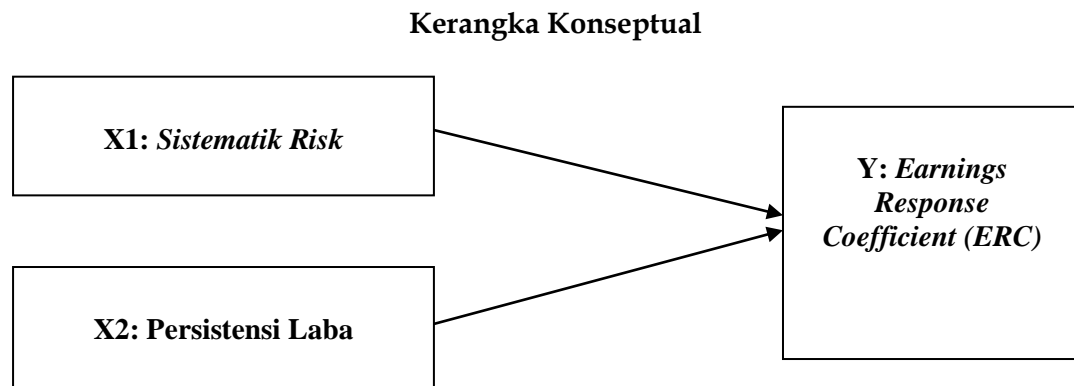 Kerangka Konseptual
X1: Sistematik Risk
X2: Persistensi Laba
Y: Earnings
Response
Coefficient (ERC)